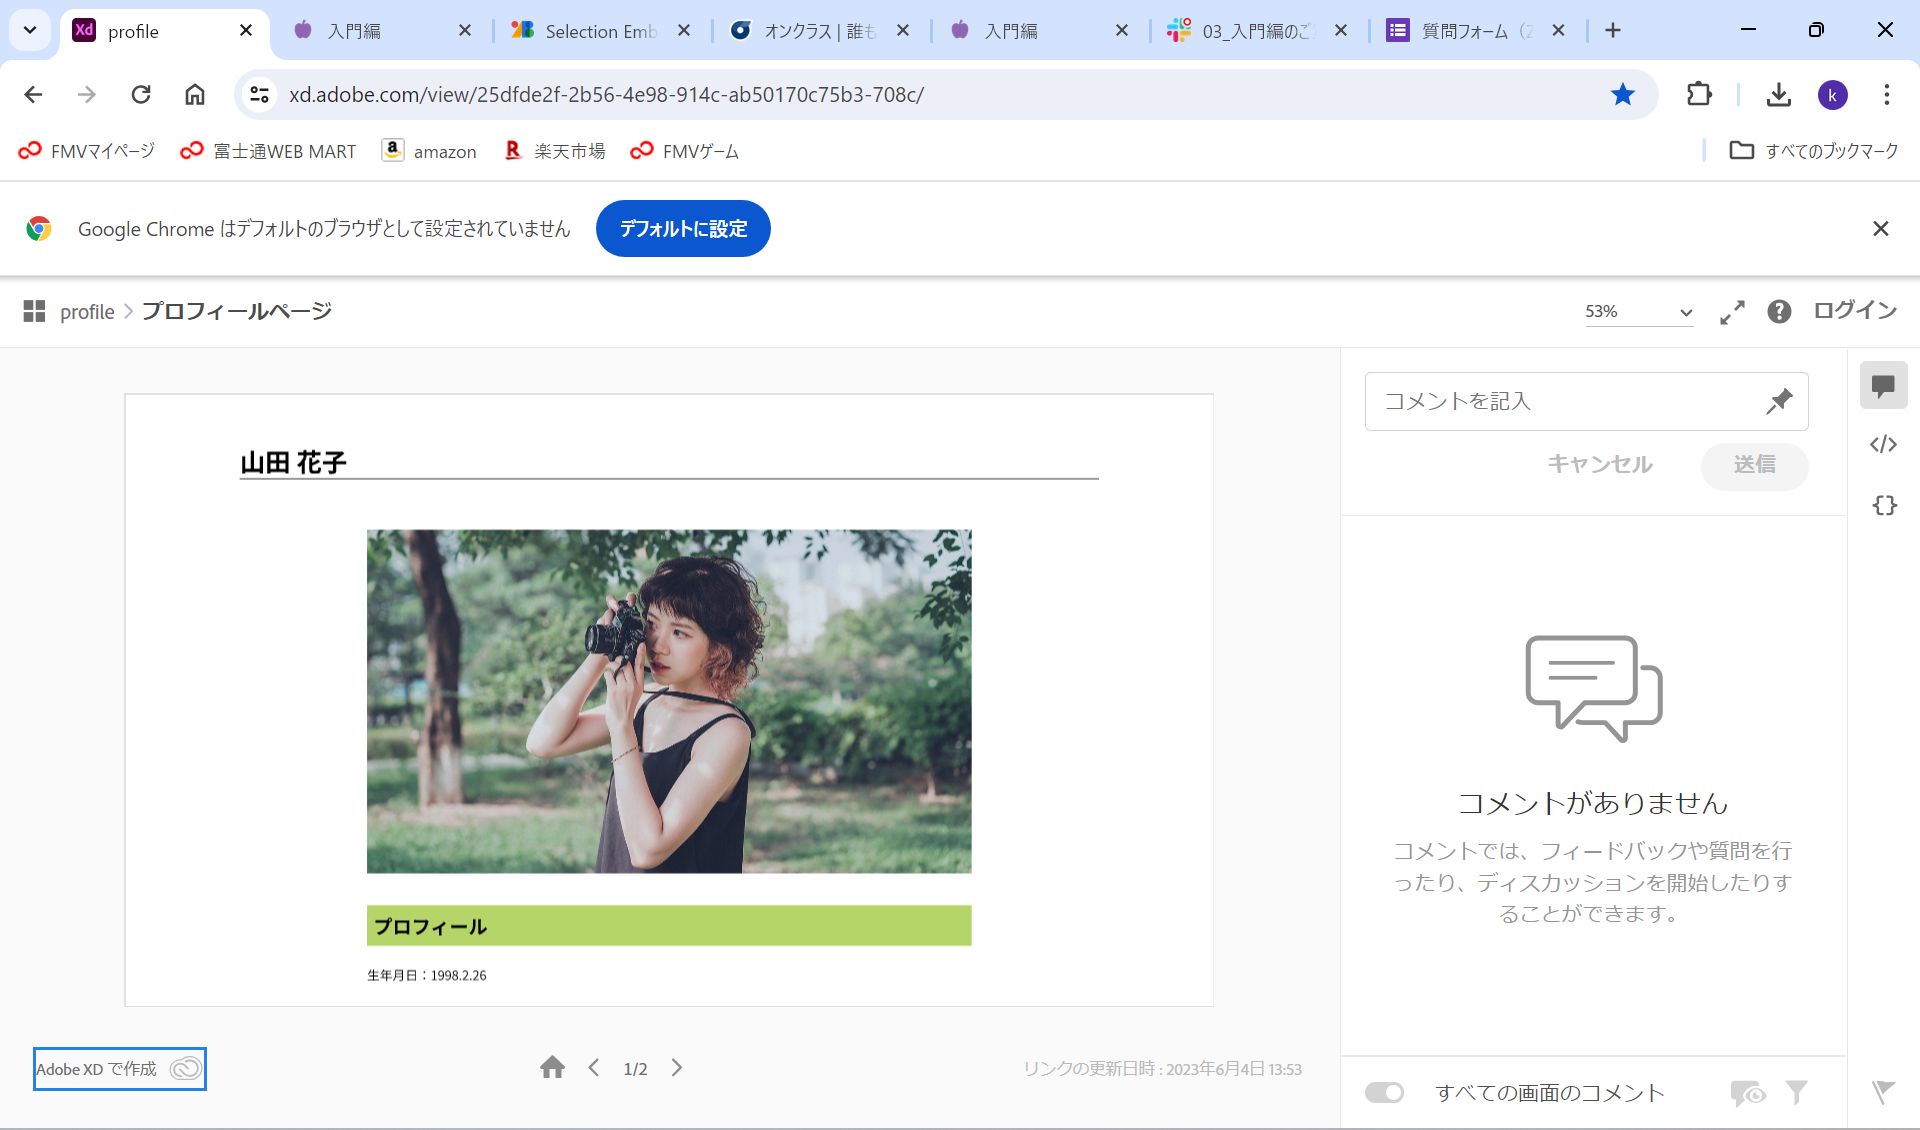 profile
入門編
Selection Emb
オンクラス | 誰も
入門編
03_入門編のご
質問フォーム（Z
xd.adobe.com/view/25dfde2f-2b56-4e98-914c-ab50170c75b3-708c/
k
FMVマイページ
富士通WEB MART
amazon
楽天市場
FMVゲーム
すべてのブックマーク
Google Chrome はデフォルトのブラウザとして設定されていません
デフォルトに設定
profile > プロフィールページ
53%
ログイン
コメントを記入
キャンセル
送信
山田 花子
プロフィール
生年月日：1998.2.26
コメントがありません
コメントでは、フィードバックや質問を行
ったり、ディスカッションを開始したりす
ることができます。
Adobe XD で作成
1/2
リンクの更新日時 : 2023年6月4日 13:53
すべての画面のコメント